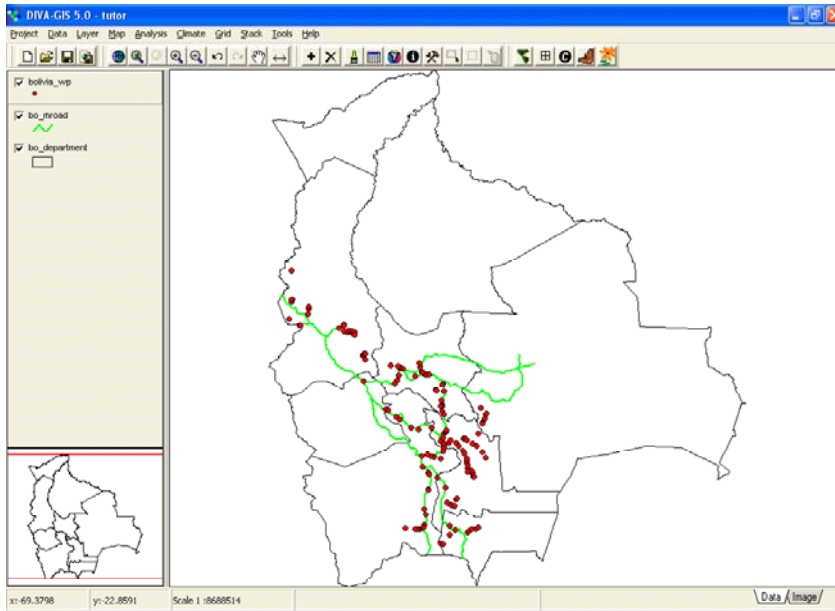 DIVA-GIS 5.0 - tutor
Project Data Layer Map Analysis Climate Grid Stack Tools Help
bolivia_wp
bo_mroad
bo_department
x:-69.3798 y:-22.8591 Scale 1 :8688514 Data Image